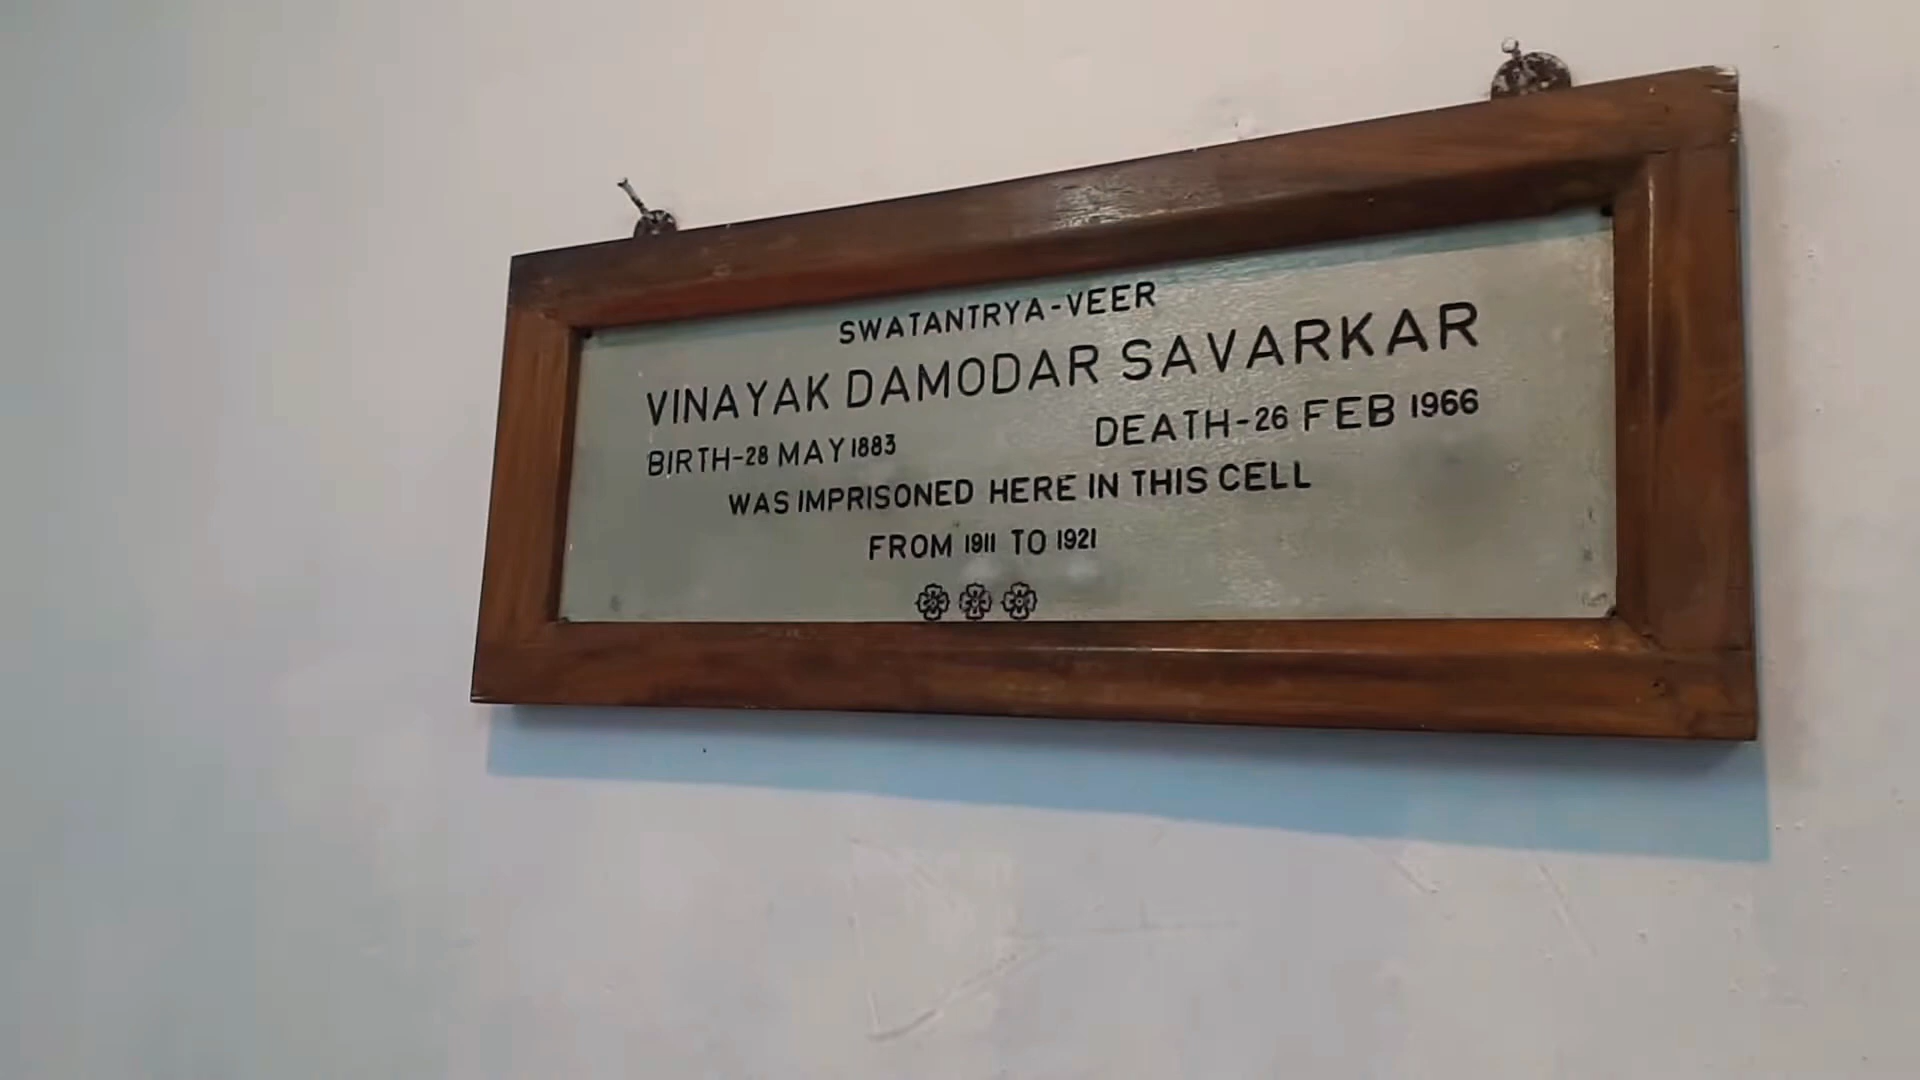 SWATANTRYA-VEER
VINAYAK DAMODAR SAVARKAR
BIRTH-28 MAY 1883 DEATH-26 FEB 1966
WAS IMPRISONED HERE IN THIS CELL
FROM 1911 TO 1921